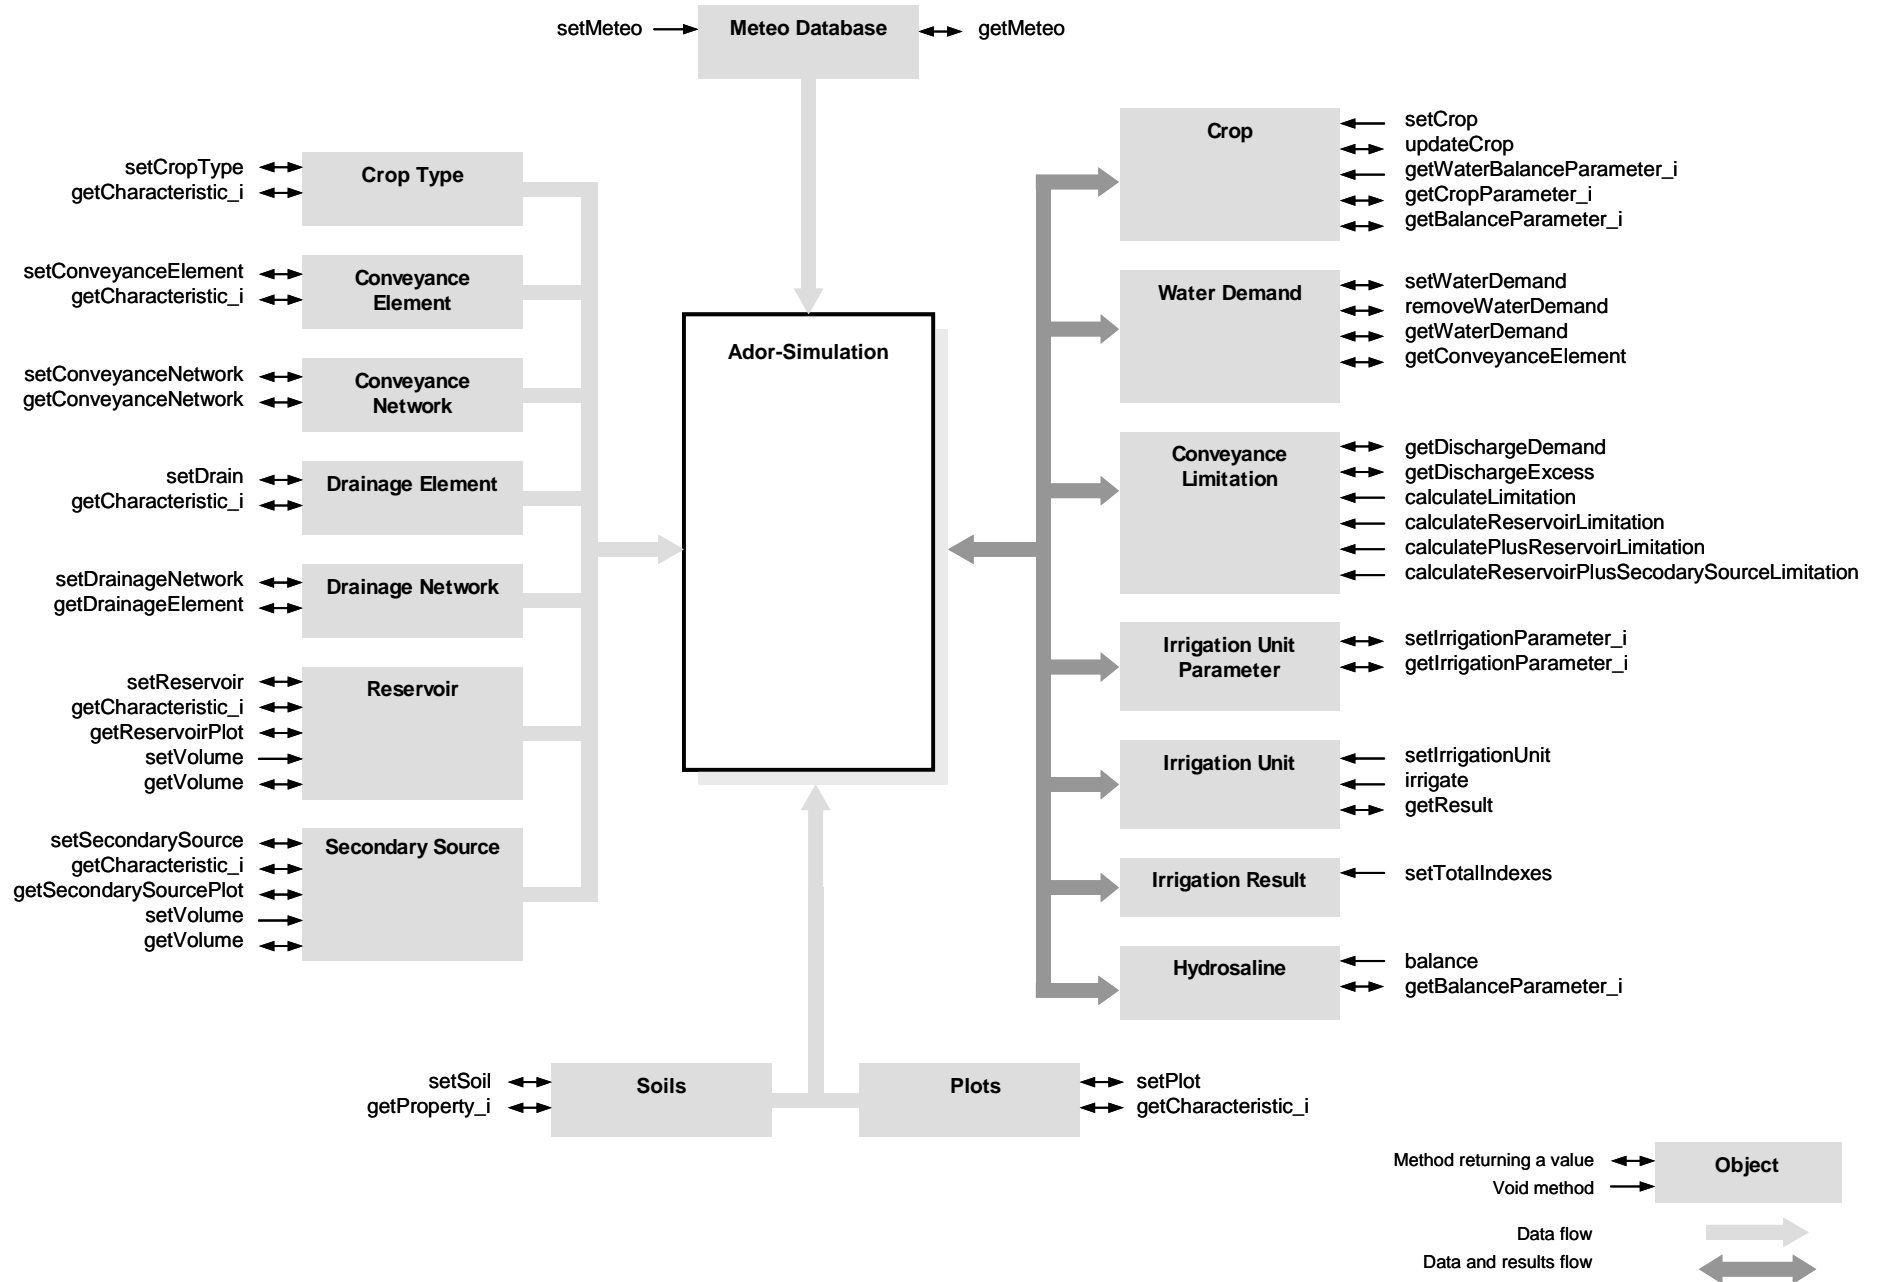 setMeteo
Meteo Database
getMeteo
setCropType
getCharacteristic_i
Crop Type
setConveyanceElement
getCharacteristic_i
Conveyance
Element
setConveyanceNetwork
getConveyanceNetwork
Conveyance
Network
setDrain
getCharacteristic_i
Drainage Element
setDrainageNetwork
getDrainageElement
Drainage Network
setReservoir
getCharacteristic_i
getReservoirPlot
setVolume
getVolume
Reservoir
setSecondarySource
getCharacteristic_i
getSecondarySourcePlot
setVolume
getVolume
Secondary Source
Ador-Simulation
Crop
setCrop
updateCrop
getWaterBalanceParameter_i
getCropParameter_i
getBalanceParameter_i
Water Demand
setWaterDemand
removeWaterDemand
getWaterDemand
getConveyanceElement
Conveyance
Limitation
getDischargeDemand
getDischargeExcess
calculateLimitation
calculateReservoirLimitation
calculatePlusReservoirLimitation
calculateReservoirPlusSecodarySourceLimitation
Irrigation Unit
Parameter
setIrrigationParameter_i
getIrrigationParameter_i
Irrigation Unit
setIrrigationUnit
irrigate
getResult
Irrigation Result
setTotalIndexes
Hydrosaline
balance
getBalanceParameter_i
setSoil
getProperty_i
Soils
Plots
setPlot
getCharacteristic_i
Method returning a value
Void method
Object
Data flow
Data and results flow